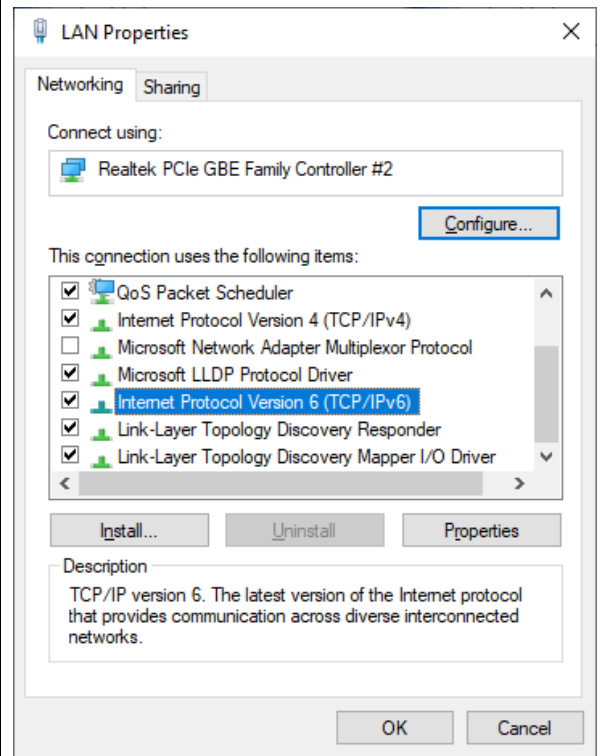 LAN Properties
Networking
Sharing
Connect using:
Realtek PCIe GBE Family Controller #2
Configure...
This connection uses the following items:
QoS Packet Scheduler
Internet Protocol Version 4 (TCP/IPv4)
Microsoft Network Adapter Multiplexor Protocol
Microsoft LLDP Protocol Driver
Internet Protocol Version 6 (TCP/IPv6)
Link-Layer Topology Discovery Responder
Link-Layer Topology Discovery Mapper I/O Driver
Install...
Uninstall
Properties
Description
TCP/IP version 6. The latest version of the Internet protocol
that provides communication across diverse interconnected
networks.
OK
Cancel